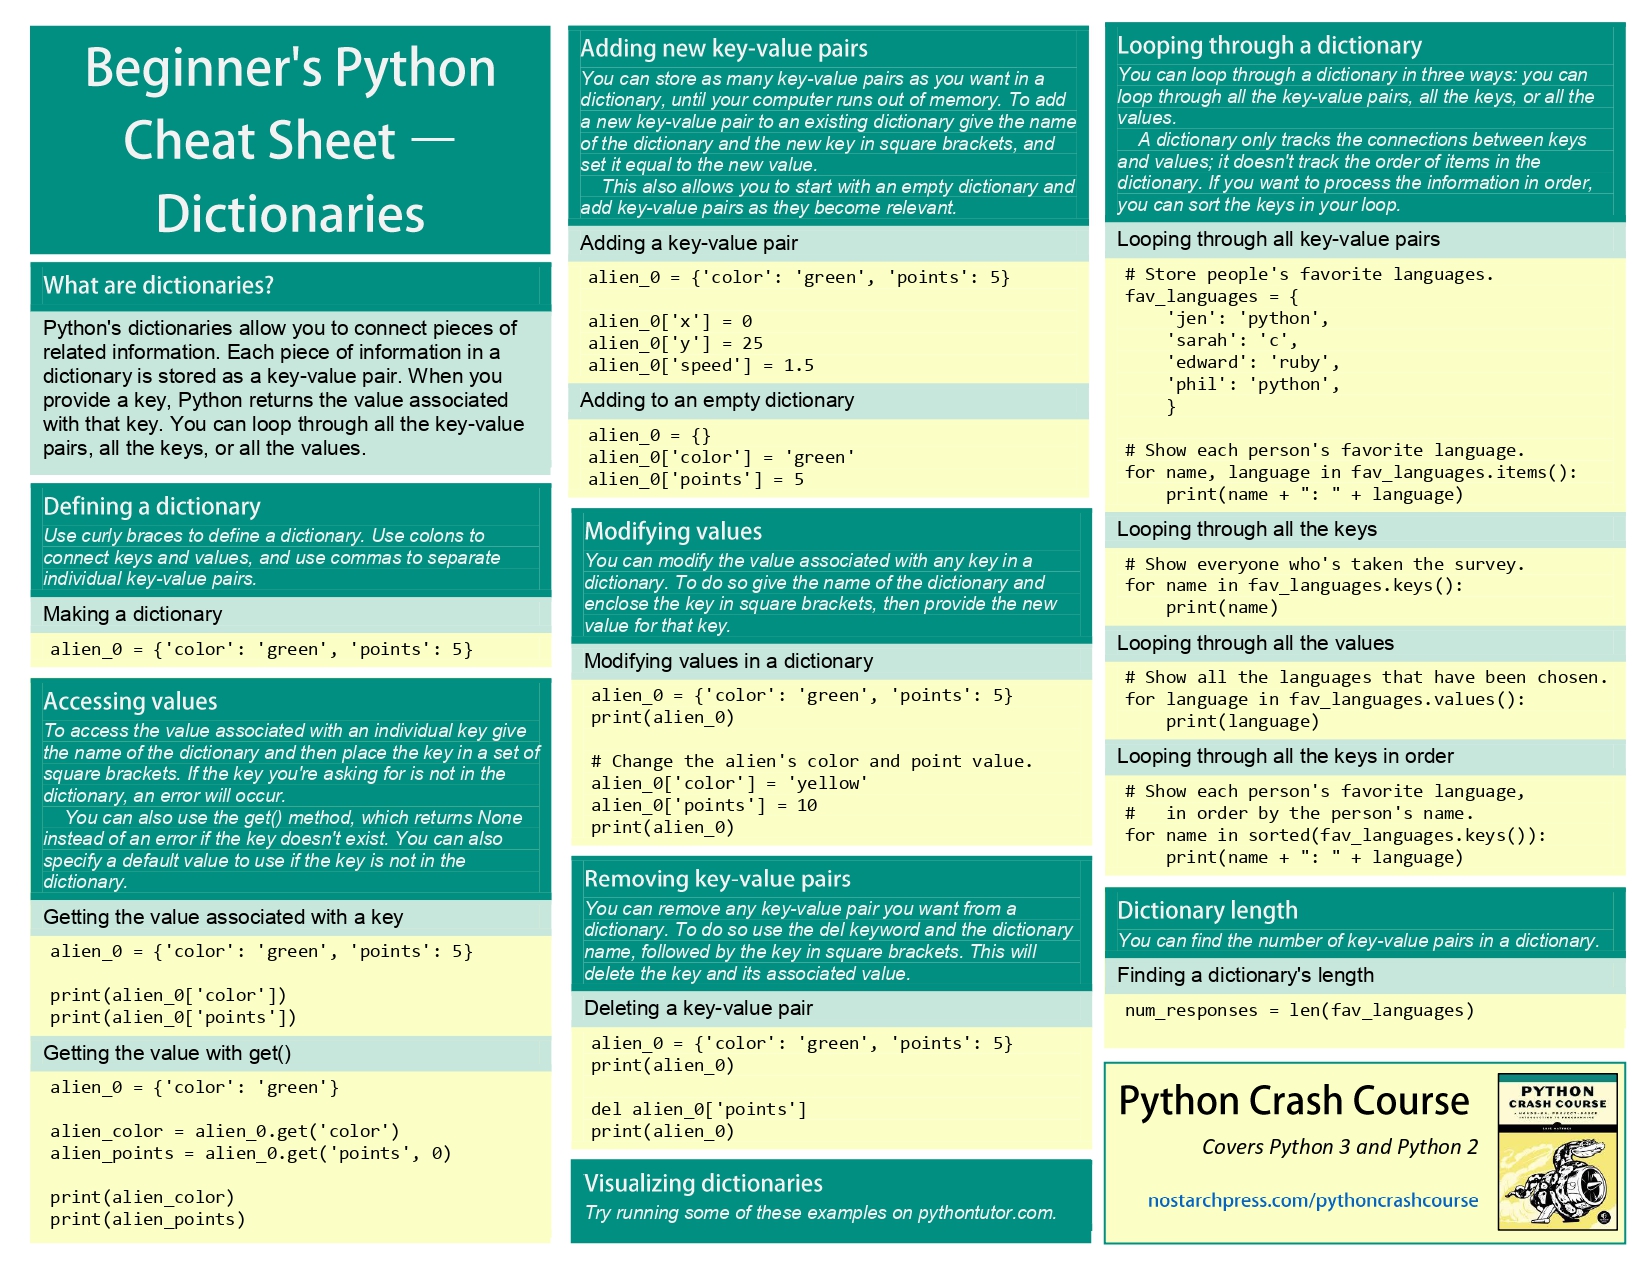 Beginner's Python
Cheat Sheet —
Dictionaries
What are dictionaries?
Python's dictionaries allow you to connect pieces of
related information. Each piece of information in a
dictionary is stored as a key-value pair. When you
provide a key, Python returns the value associated
with that key. You can loop through all the key-value
pairs, all the keys, or all the values.
Defining a dictionary
Use curly braces to define a dictionary. Use colons to
connect keys and values, and use commas to separate
individual key-value pairs.
Making a dictionary
alien_0 = {'color': 'green', 'points': 5}
Accessing values
To access the value associated with an individual key give
the name of the dictionary and then place the key in a set of
square brackets. If the key you're asking for is not in the
dictionary, an error will occur.
You can also use the get() method, which returns None
instead of an error if the key doesn't exist. You can also
specify a default value to use if the key is not in the
dictionary.
Getting the value associated with a key
alien_0 = {'color': 'green', 'points': 5}
print(alien_0['color'])
print(alien_0['points'])
Getting the value with get()
alien_0 = {'color': 'green'}
alien_color = alien_0.get('color')
alien_points = alien_0.get('points', 0)
print(alien_color)
print(alien_points)
Adding new key-value pairs
You can store as many key-value pairs as you want in a
dictionary, until your computer runs out of memory. To add
a new key-value pair to an existing dictionary give the name
of the dictionary and the new key in square brackets, and
set it equal to the new value.
This also allows you to start with an empty dictionary and
add key-value pairs as they become relevant.
Adding a key-value pair
alien_0 = {'color': 'green', 'points': 5}
alien_0['x'] = 0
alien_0['y'] = 25
alien_0['speed'] = 1.5
Adding to an empty dictionary
alien_0 = {}
alien_0['color'] = 'green'
alien_0['points'] = 5
Modifying values
You can modify the value associated with any key in a
dictionary. To do so give the name of the dictionary and
enclose the key in square brackets, then provide the new
value for that key.
Modifying values in a dictionary
alien_0 = {'color': 'green', 'points': 5}
print(alien_0)
# Change the alien's color and point value.
alien_0['color'] = 'yellow'
alien_0['points'] = 10
print(alien_0)
Removing key-value pairs
You can remove any key-value pair you want from a
dictionary. To do so use the del keyword and the dictionary
name, followed by the key in square brackets. This will
delete the key and its associated value.
Deleting a key-value pair
alien_0 = {'color': 'green', 'points': 5}
print(alien_0)
del alien_0['points']
print(alien_0)
Visualizing dictionaries
Try running some of these examples on pythontutor.com.
Looping through a dictionary
You can loop through a dictionary in three ways: you can
loop through all the key-value pairs, all the keys, or all the
values.
A dictionary only tracks the connections between keys
and values; it doesn't track the order of items in the
dictionary. If you want to process the information in order,
you can sort the keys in your loop.
Looping through all key-value pairs
# Store people's favorite languages.
fav_languages = {
'jen': 'python',
'sarah': 'c',
'edward': 'ruby',
'phil': 'python',
}
# Show each person's favorite language.
for name, language in fav_languages.items():
print(name + ": " + language)
Looping through all the keys
# Show everyone who's taken the survey.
for name in fav_languages.keys():
print(name)
Looping through all the values
# Show all the languages that have been chosen.
for language in fav_languages.values():
print(language)
Looping through all the keys in order
# Show each person's favorite language,
#   in order by the person's name.
for name in sorted(fav_languages.keys()):
print(name + ": " + language)
Dictionary length
You can find the number of key-value pairs in a dictionary.
Finding a dictionary's length
num_responses = len(fav_languages)
Python Crash Course
Covers Python 3 and Python 2
nostarchpress.com/pythoncrashcourse
PYTHON
CRASH COURSE